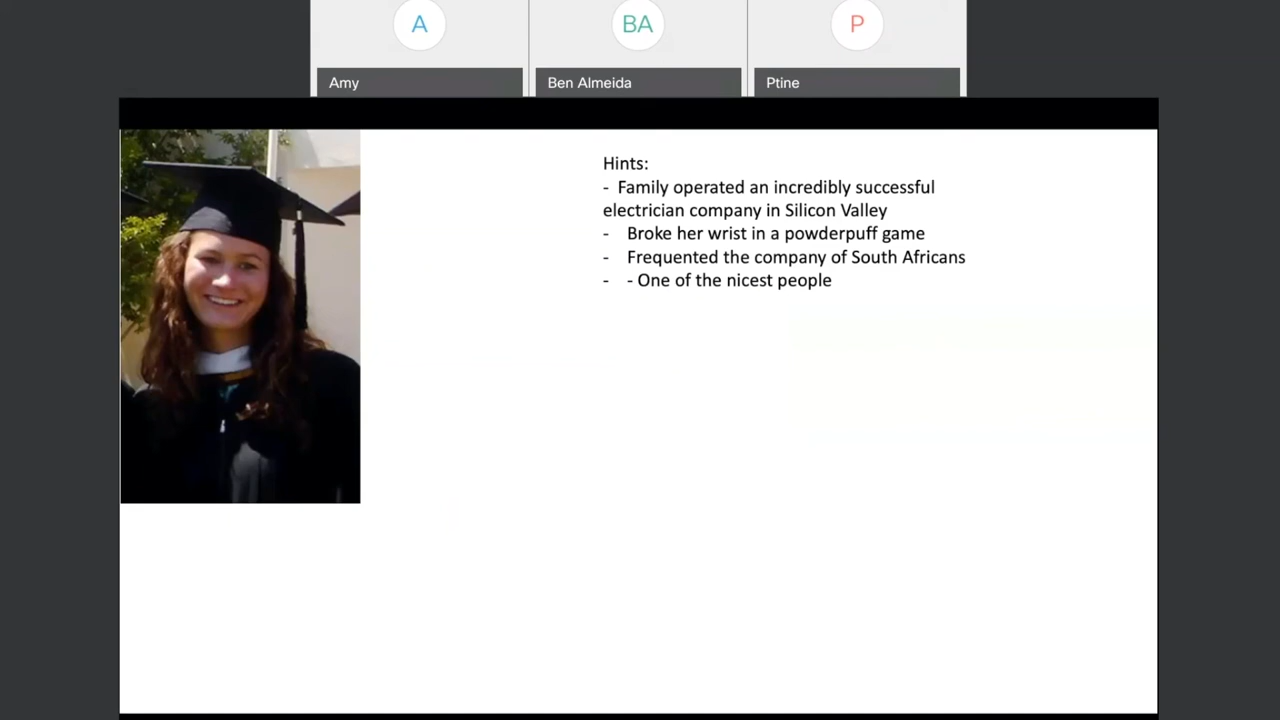 A
BA
P
Amy
Ben Almeida
Ptine
Hints:
- Family operated an incredibly successful
electrician company in Silicon Valley
- Broke her wrist in a powderpuff game
- Frequented the company of South Africans
- - One of the nicest people